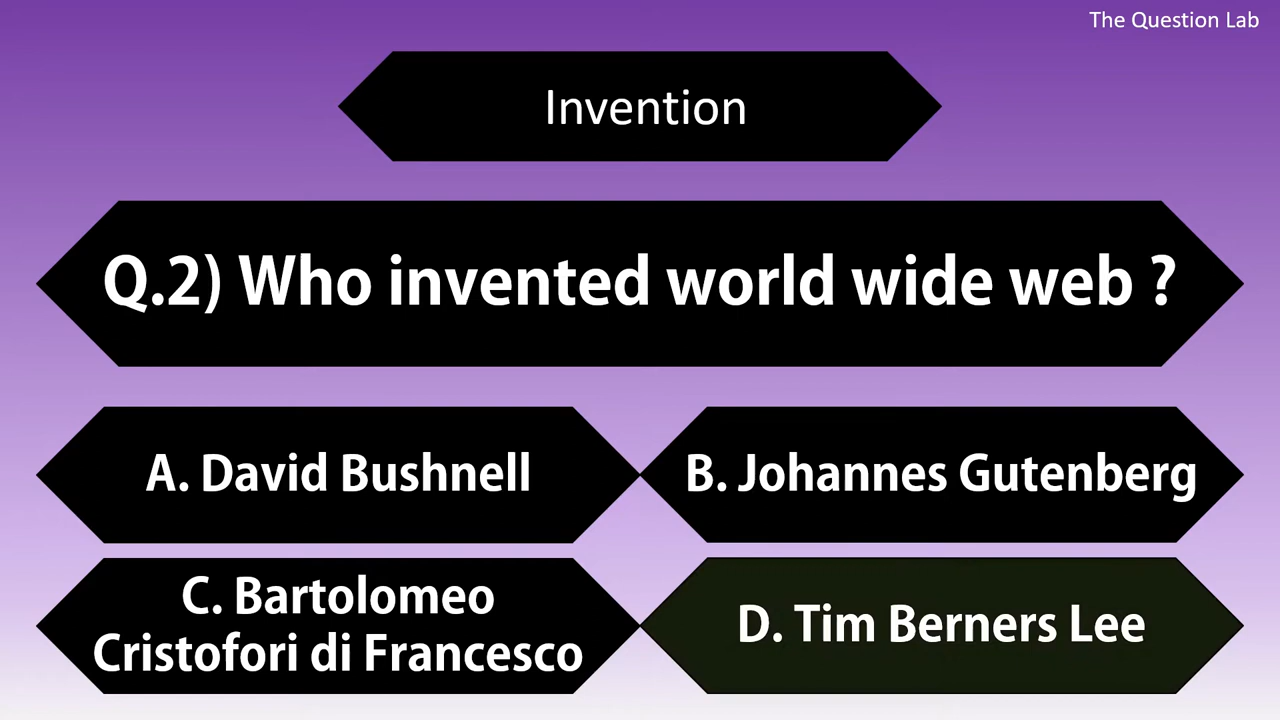 The Question Lab
Invention
Q.2) Who invented world wide web ?
A. David Bushnell
B. Johannes Gutenberg
C. Bartolomeo
Cristofori di Francesco
D. Tim Berners Lee